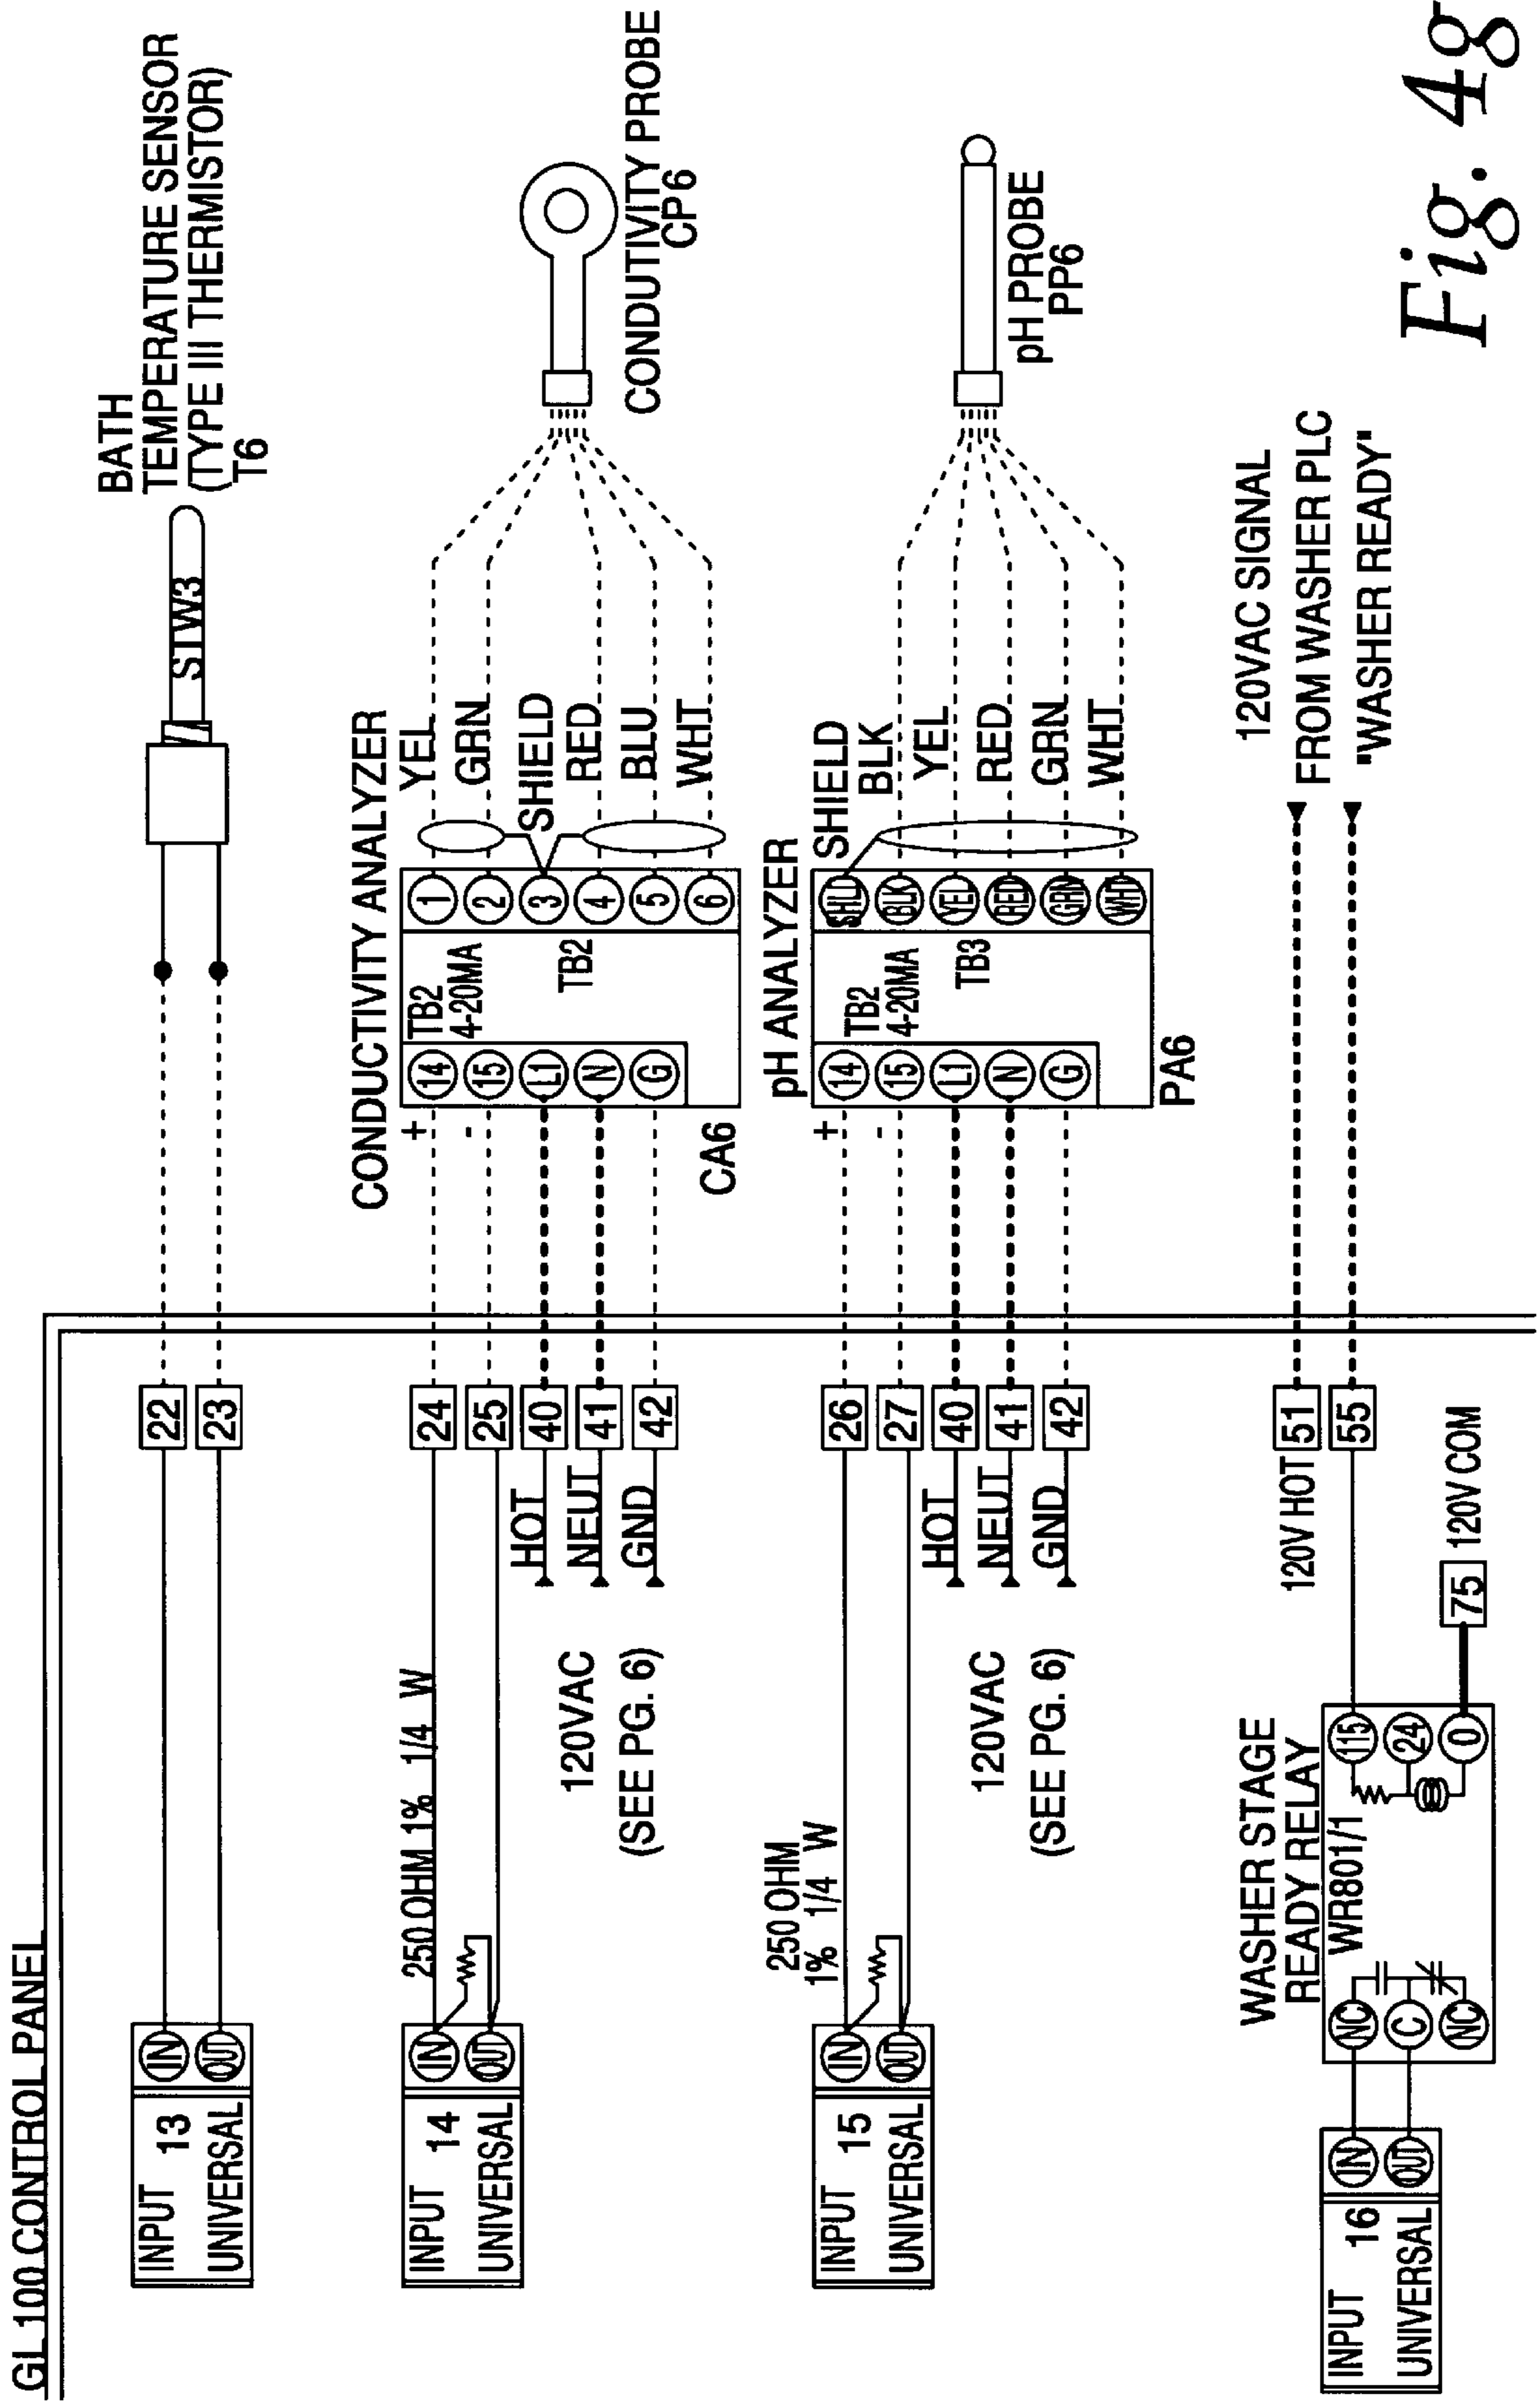 GL100 CONTROL PANEL
INPUT 13
UNIVERSAL
IN
OUT
22
23
STW3
BATH
TEMPERATURE SENSOR
(TYPE III THERMISTOR)
T6
INPUT 14
UNIVERSAL
IN
OUT
250 OHM 1% 1/4 W
24
25
40
41
42
HOT
NEUT
GND
120VAC
(SEE PG. 6)
CONDUCTIVITY ANALYZER
+
-
14
15
L1
N
G
TB2
4-20MA
TB2
1
2
3
4
5
6
CA6
YEL
GRN
SHIELD
RED
BLU
WHT
CONDUTIVITY PROBE
CP6
INPUT 15
UNIVERSAL
IN
OUT
250 OHM
1% 1/4 W
26
27
40
41
42
HOT
NEUT
GND
120VAC
(SEE PG. 6)
pH ANALYZER
+
-
14
15
L1
N
G
TB2
4-20MA
TB3
SHLD
BLK
YEL
RED
GRN
WHT
PA6
SHIELD
BLK
YEL
RED
GRN
WHT
pH PROBE
PP6
INPUT 16
UNIVERSAL
IN
OUT
WASHER STAGE
READY RELAY
WR801/1
NC
C
NC
115
24
0
120V HOT
51
55
75
120V COM
120VAC SIGNAL
FROM WASHER PLC
"WASHER READY"
Fig. 4g